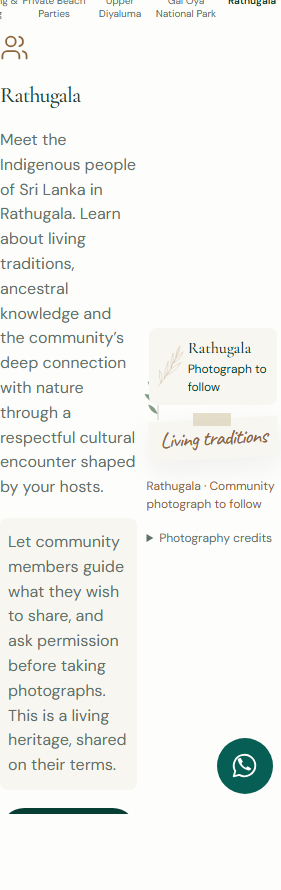 Private Beach
Parties
Upper
Diyaluma
Gal Oya
National Park
Rathugala
Rathugala
Meet the
Indigenous people
of Sri Lanka in
Rathugala. Learn
about living
traditions,
ancestral
knowledge and
the community’s
deep connection
with nature
through a
respectful cultural
encounter shaped
by your hosts.
Let community
members guide
what they wish
to share, and
ask permission
before taking
photographs.
This is a living
heritage, shared
on their terms.
Rathugala
Photograph to
follow
Living traditions
Rathugala · Community
photograph to follow
Photography credits